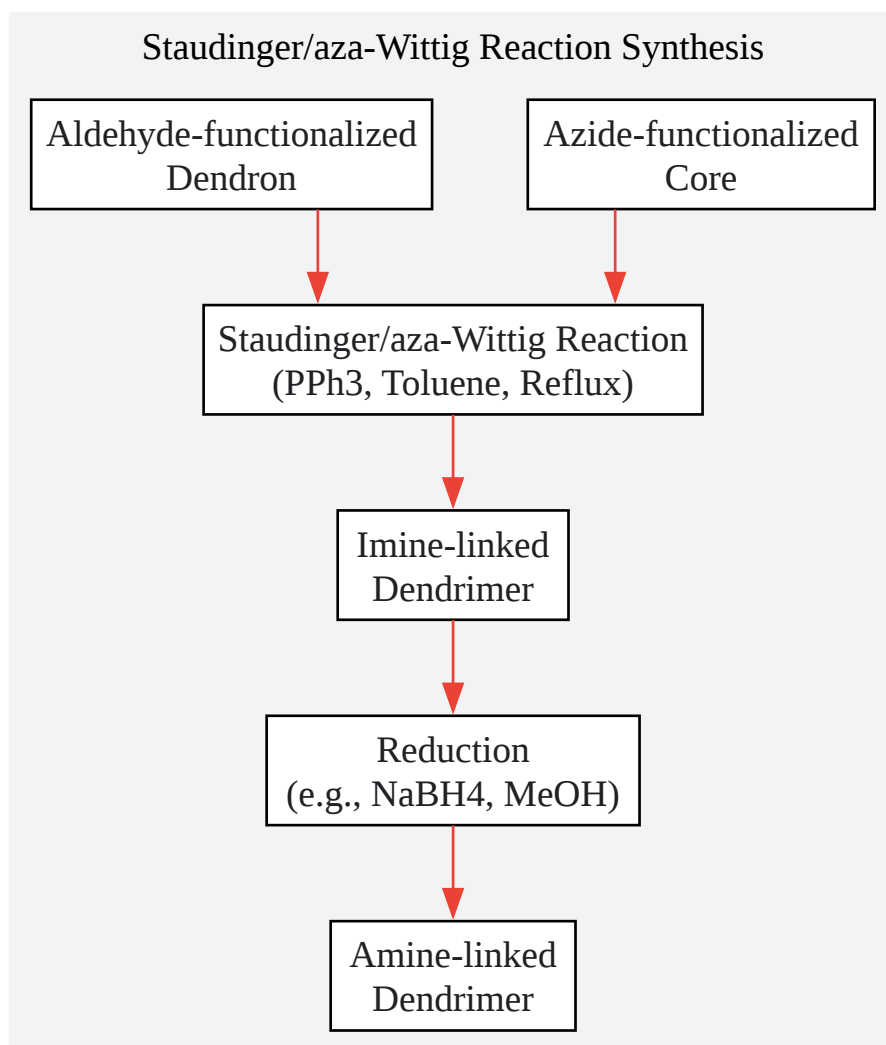 Staudinger/aza-Wittig Reaction Synthesis
Aldehyde-functionalized
Dendron
Azide-functionalized
Core
Staudinger/aza-Wittig Reaction
(PPh3, Toluene, Reflux)
Imine-linked
Dendrimer
Reduction
(e.g., NaBH4, MeOH)
Amine-linked
Dendrimer